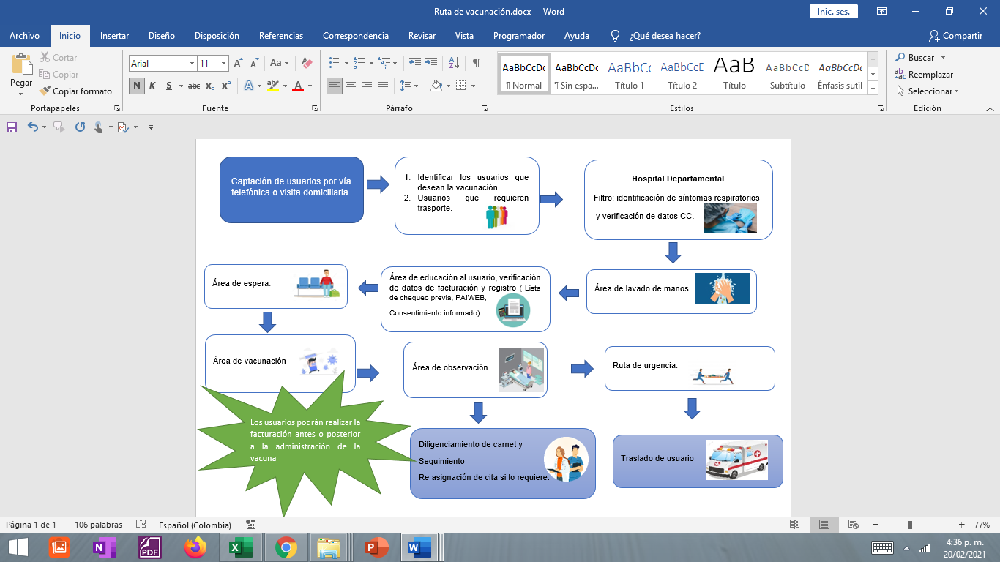 Ruta de vacunación.docx - Word
Inic. ses.
Archivo Inicio Insertar Diseño Disposición Referencias Correspondencia Revisar Vista Programador Ayuda ¿Qué desea hacer? Compartir
Pegar
Cortar
Copiar
Copiar formato
Portapapeles
Arial 11
Aa
N K S abc x₂ x²
A ab A
Fuente
Párrafo
AaBbCcDc AaBbCcDc AaBbCc AaBbCcD AaB AaBbCcD AaBbCcDc
¶ Normal ¶ Sin espa... Título 1 Título 2 Título Subtítulo Énfasis sutil
Estilos
Buscar
Reemplazar
Seleccionar
Edición
Captación de usuarios por vía
telefónica o visita domiciliaria.
1. Identificar los usuarios que
desean la vacunación.
2. Usuarios que requieren
trasporte.
Hospital Departamental
Filtro: identificación de síntomas respiratorios
y verificación de datos CC.
Área de lavado de manos.
Área de educación al usuario, verificación
de datos de facturación y registro ( Lista
de chequeo previa, PAIWEB,
Consentimiento informado)
Área de espera.
Área de vacunación
Área de observación
Ruta de urgencia.
Los usuarios podrán realizar la
facturación antes o posterior
a la administración de la
vacuna
Diligenciamiento de carnet y
Seguimiento
Re asignación de cita si lo requiere.
Traslado de usuario
Página 1 de 1 106 palabras Español (Colombia) 77%
4:36 p. m.
20/02/2021